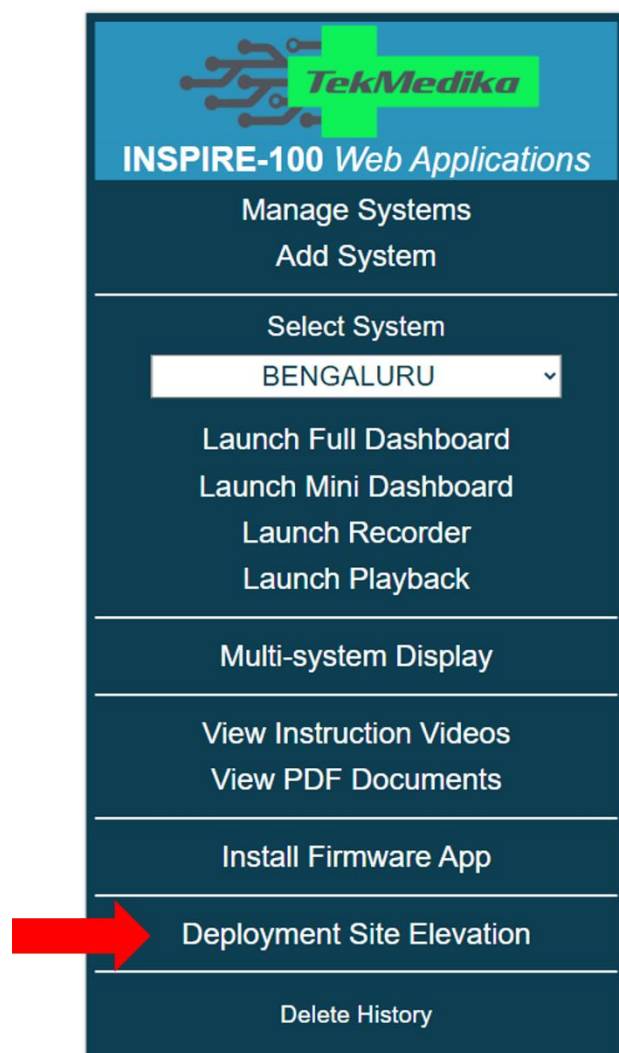 TekMedika
INSPIRE-100 Web Applications
Manage Systems
Add System
Select System
BENGALURU
Launch Full Dashboard
Launch Mini Dashboard
Launch Recorder
Launch Playback
Multi-system Display
View Instruction Videos
View PDF Documents
Install Firmware App
Deployment Site Elevation
Delete History